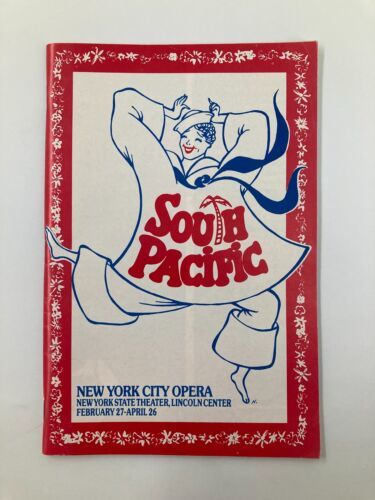 SOUTH
PACIFIC
NEW YORK CITY OPERA
NEW YORK STATE THEATER, LINCOLN CENTER
FEBRUARY 27-APRIL 26